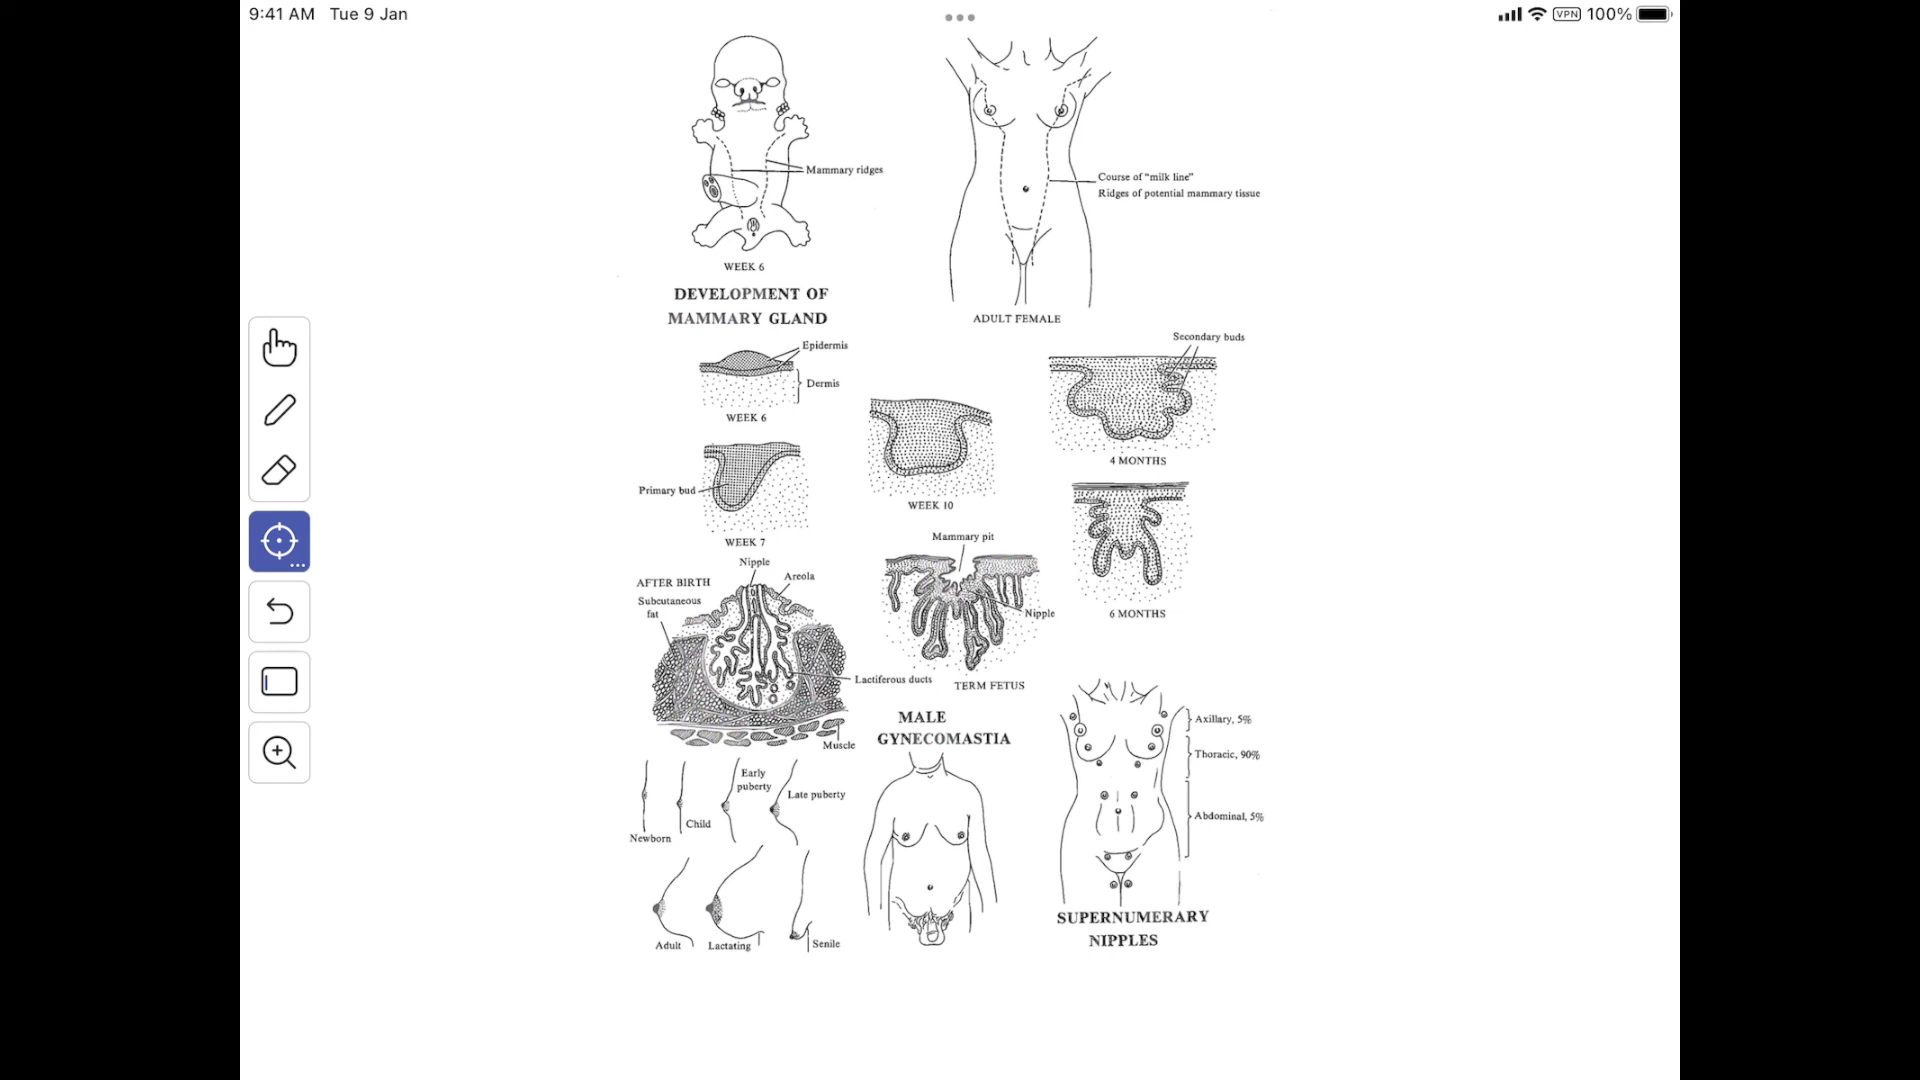 9:41 AM Tue 9 Jan
VPN 100%
Mammary ridges
Course of “milk line”
Ridges of potential mammary tissue
WEEK 6
ADULT FEMALE
DEVELOPMENT OF
MAMMARY GLAND
Epidermis
Dermis
WEEK 6
Secondary buds
4 MONTHS
Primary bud
WEEK 7
WEEK 10
6 MONTHS
Mammary pit
Nipple
TERM FETUS
AFTER BIRTH
Nipple
Areola
Subcutaneous
fat
Lactiferous ducts
Muscle
MALE
GYNECOMASTIA
Axillary, 5%
Thoracic, 90%
Abdominal, 5%
SUPERNUMERARY
NIPPLES
Newborn
Child
Early
puberty
Late puberty
Adult
Lactating
Senile